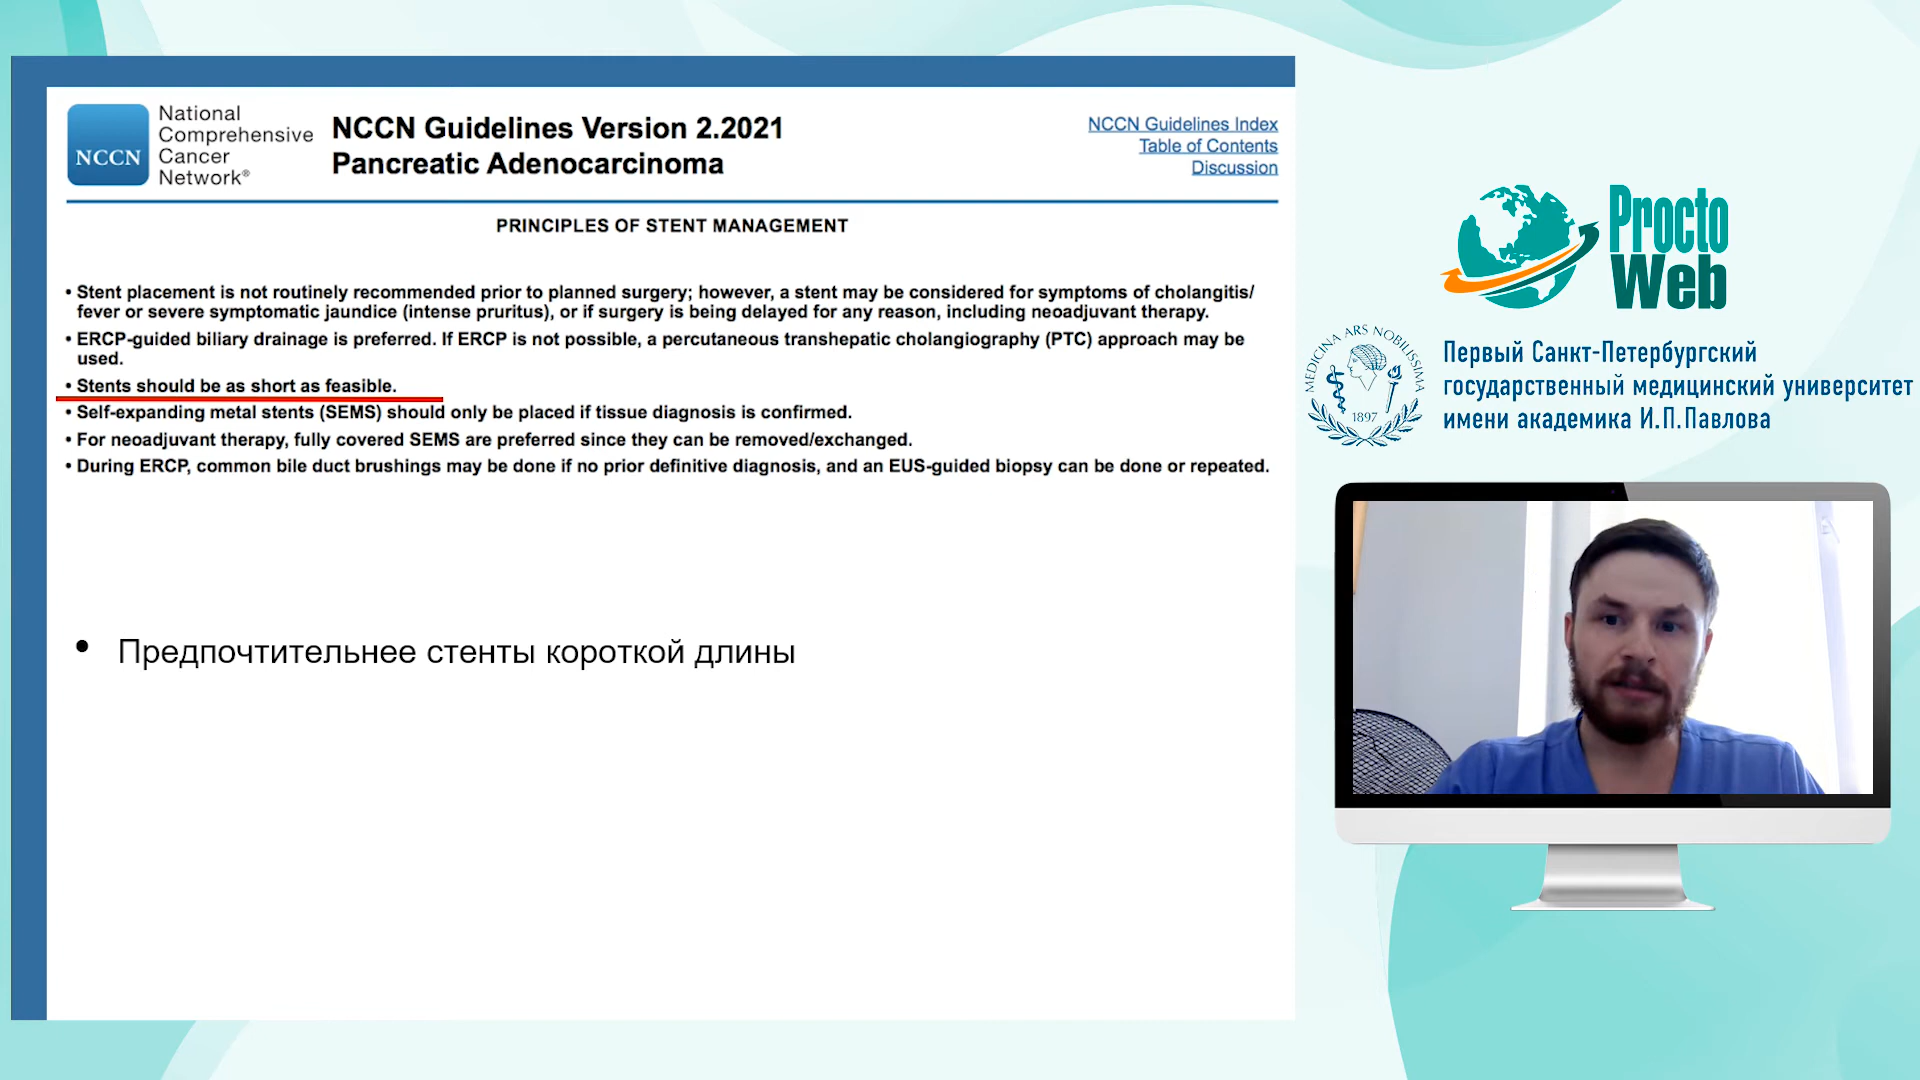 NCCN
National
Comprehensive
Cancer
Network®
NCCN Guidelines Version 2.2021
Pancreatic Adenocarcinoma
NCCN Guidelines Index
Table of Contents
Discussion
PRINCIPLES OF STENT MANAGEMENT
• Stent placement is not routinely recommended prior to planned surgery; however, a stent may be considered for symptoms of cholangitis/
fever or severe symptomatic jaundice (intense pruritus), or if surgery is being delayed for any reason, including neoadjuvant therapy.
• ERCP-guided biliary drainage is preferred. If ERCP is not possible, a percutaneous transhepatic cholangiography (PTC) approach may be
used.
• Stents should be as short as feasible.
• Self-expanding metal stents (SEMS) should only be placed if tissue diagnosis is confirmed.
• For neoadjuvant therapy, fully covered SEMS are preferred since they can be removed/exchanged.
• During ERCP, common bile duct brushings may be done if no prior definitive diagnosis, and an EUS-guided biopsy can be done or repeated.
• Предпочтительнее стенты короткой длины
Procto
Web
MEDICINA ARS NOBILISSIMA
1897
Первый Санкт-Петербургский
государственный медицинский университет
имени академика И.П.Павлова